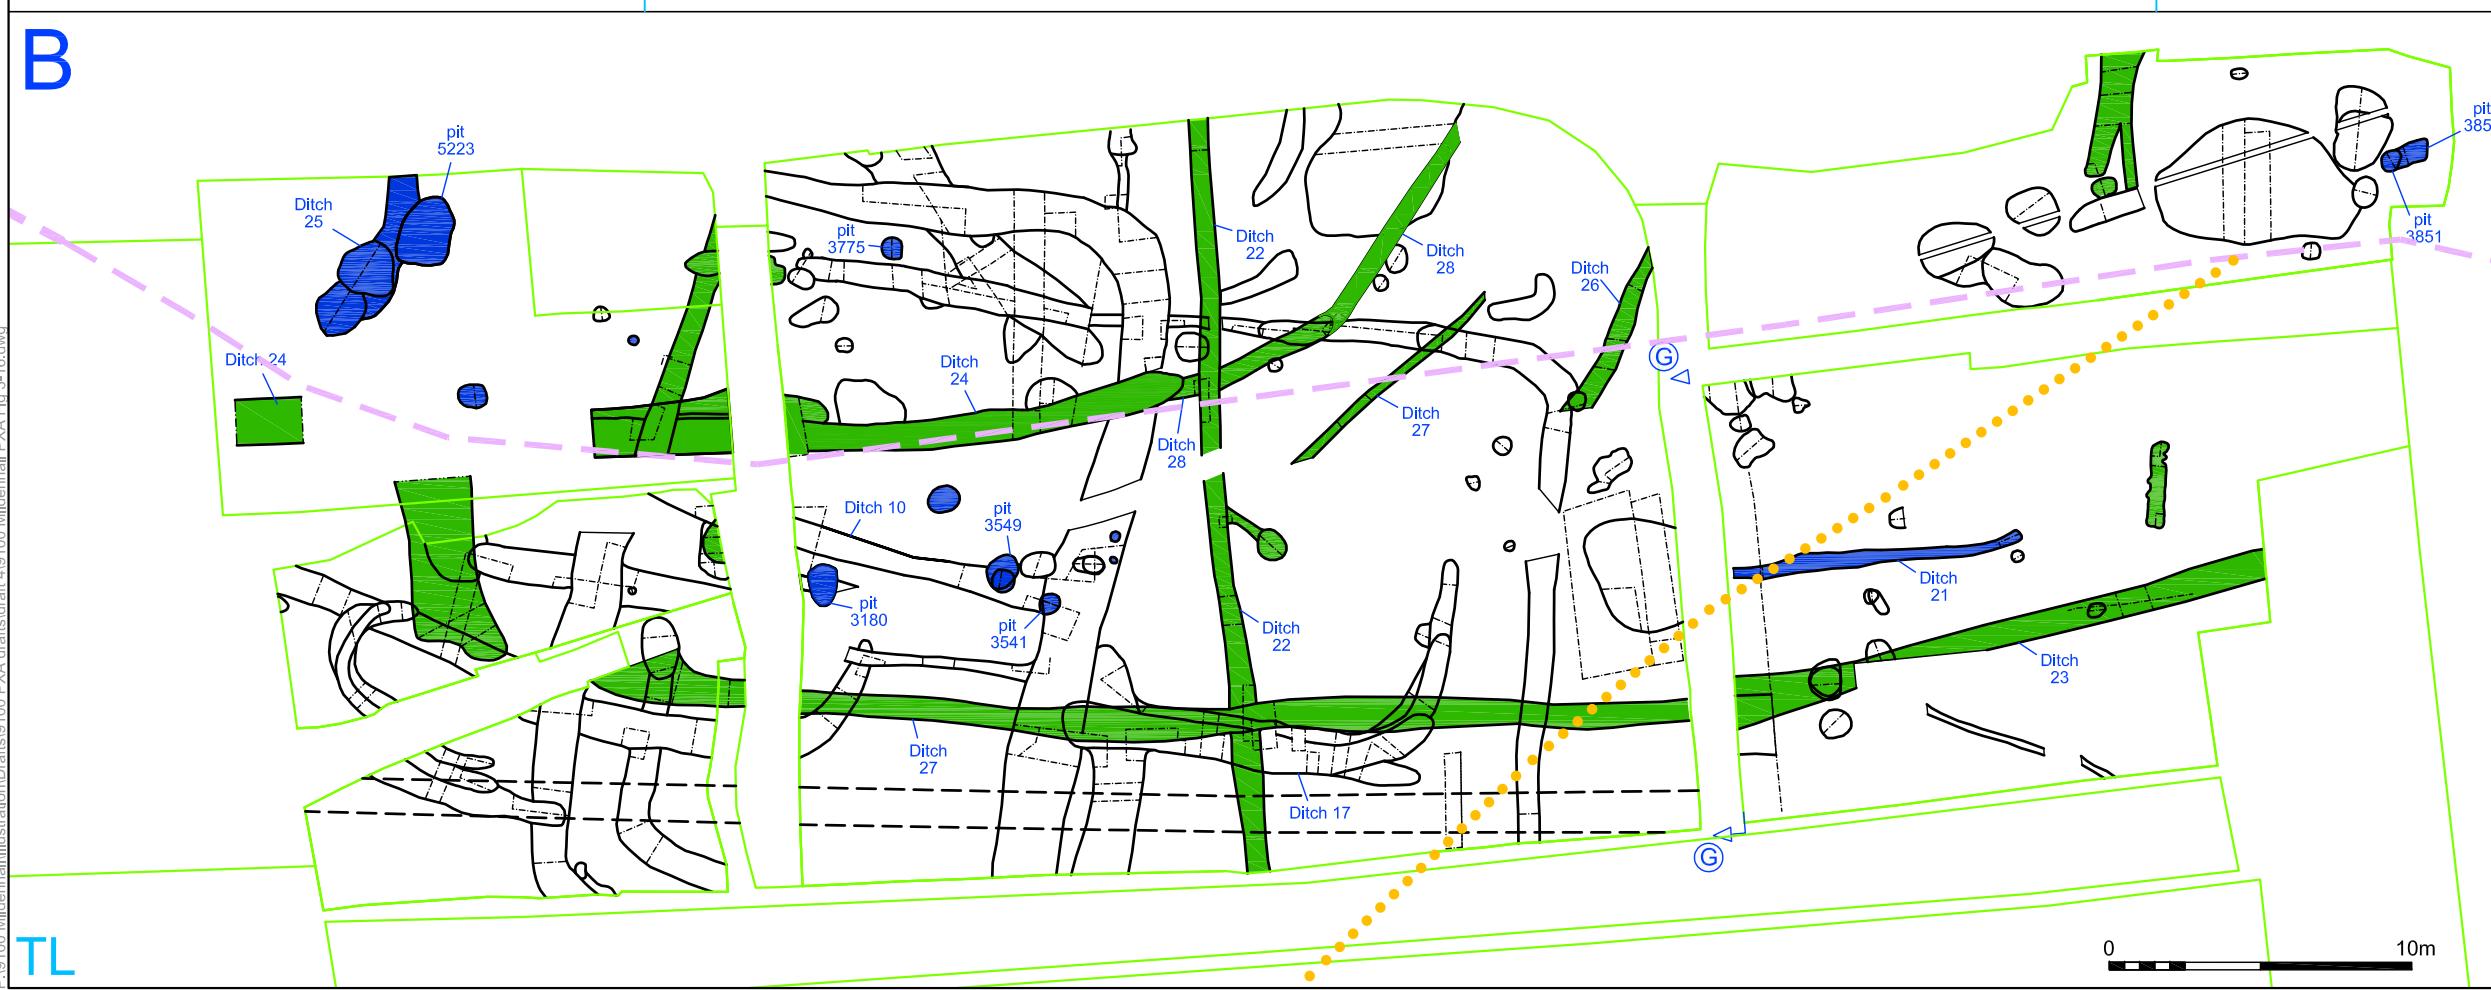 B
pit
5223
Ditch
25
Ditch 24
pit
3775
Ditch
22
Ditch
28
Ditch
26
Ditch
24
Ditch
28
Ditch
27
G
pit
385
pit
3851
Ditch 10
pit
3549
pit
3180
pit
3541
Ditch
22
Ditch
21
Ditch
23
Ditch
27
Ditch 17
G
TL
0 10m